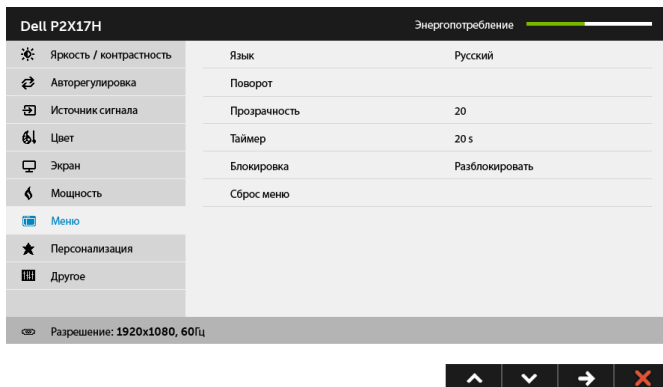 Dell P2X17H Энергопотребление
Яркость / контрастность Язык Русский
Авторегулировка Поворот
Источник сигнала Прозрачность 20
Цвет Таймер 20 s
Экран Блокировка Разблокировать
Мощность Сброс меню
Меню
Персонализация
Другое
Разрешение: 1920x1080, 60Гц